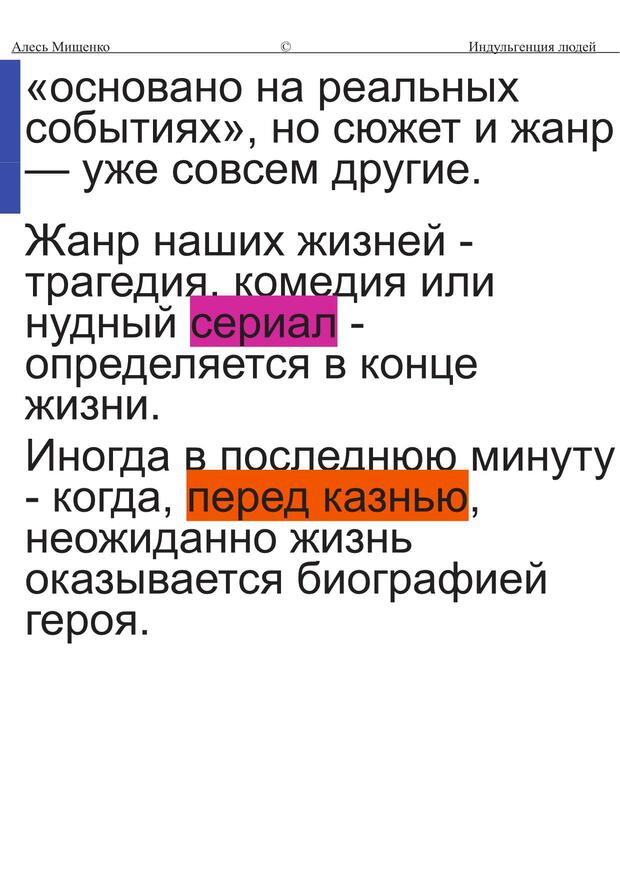 Алесь Мищенко © Индульгенция людей
«основано на реальных
событиях», но сюжет и жанр
— уже совсем другие.
Жанр наших жизней -
трагедия, комедия или
нудный сериал -
определяется в конце
жизни.
Иногда в последнюю минуту
- когда, перед казнью,
неожиданно жизнь
оказывается биографией
героя.